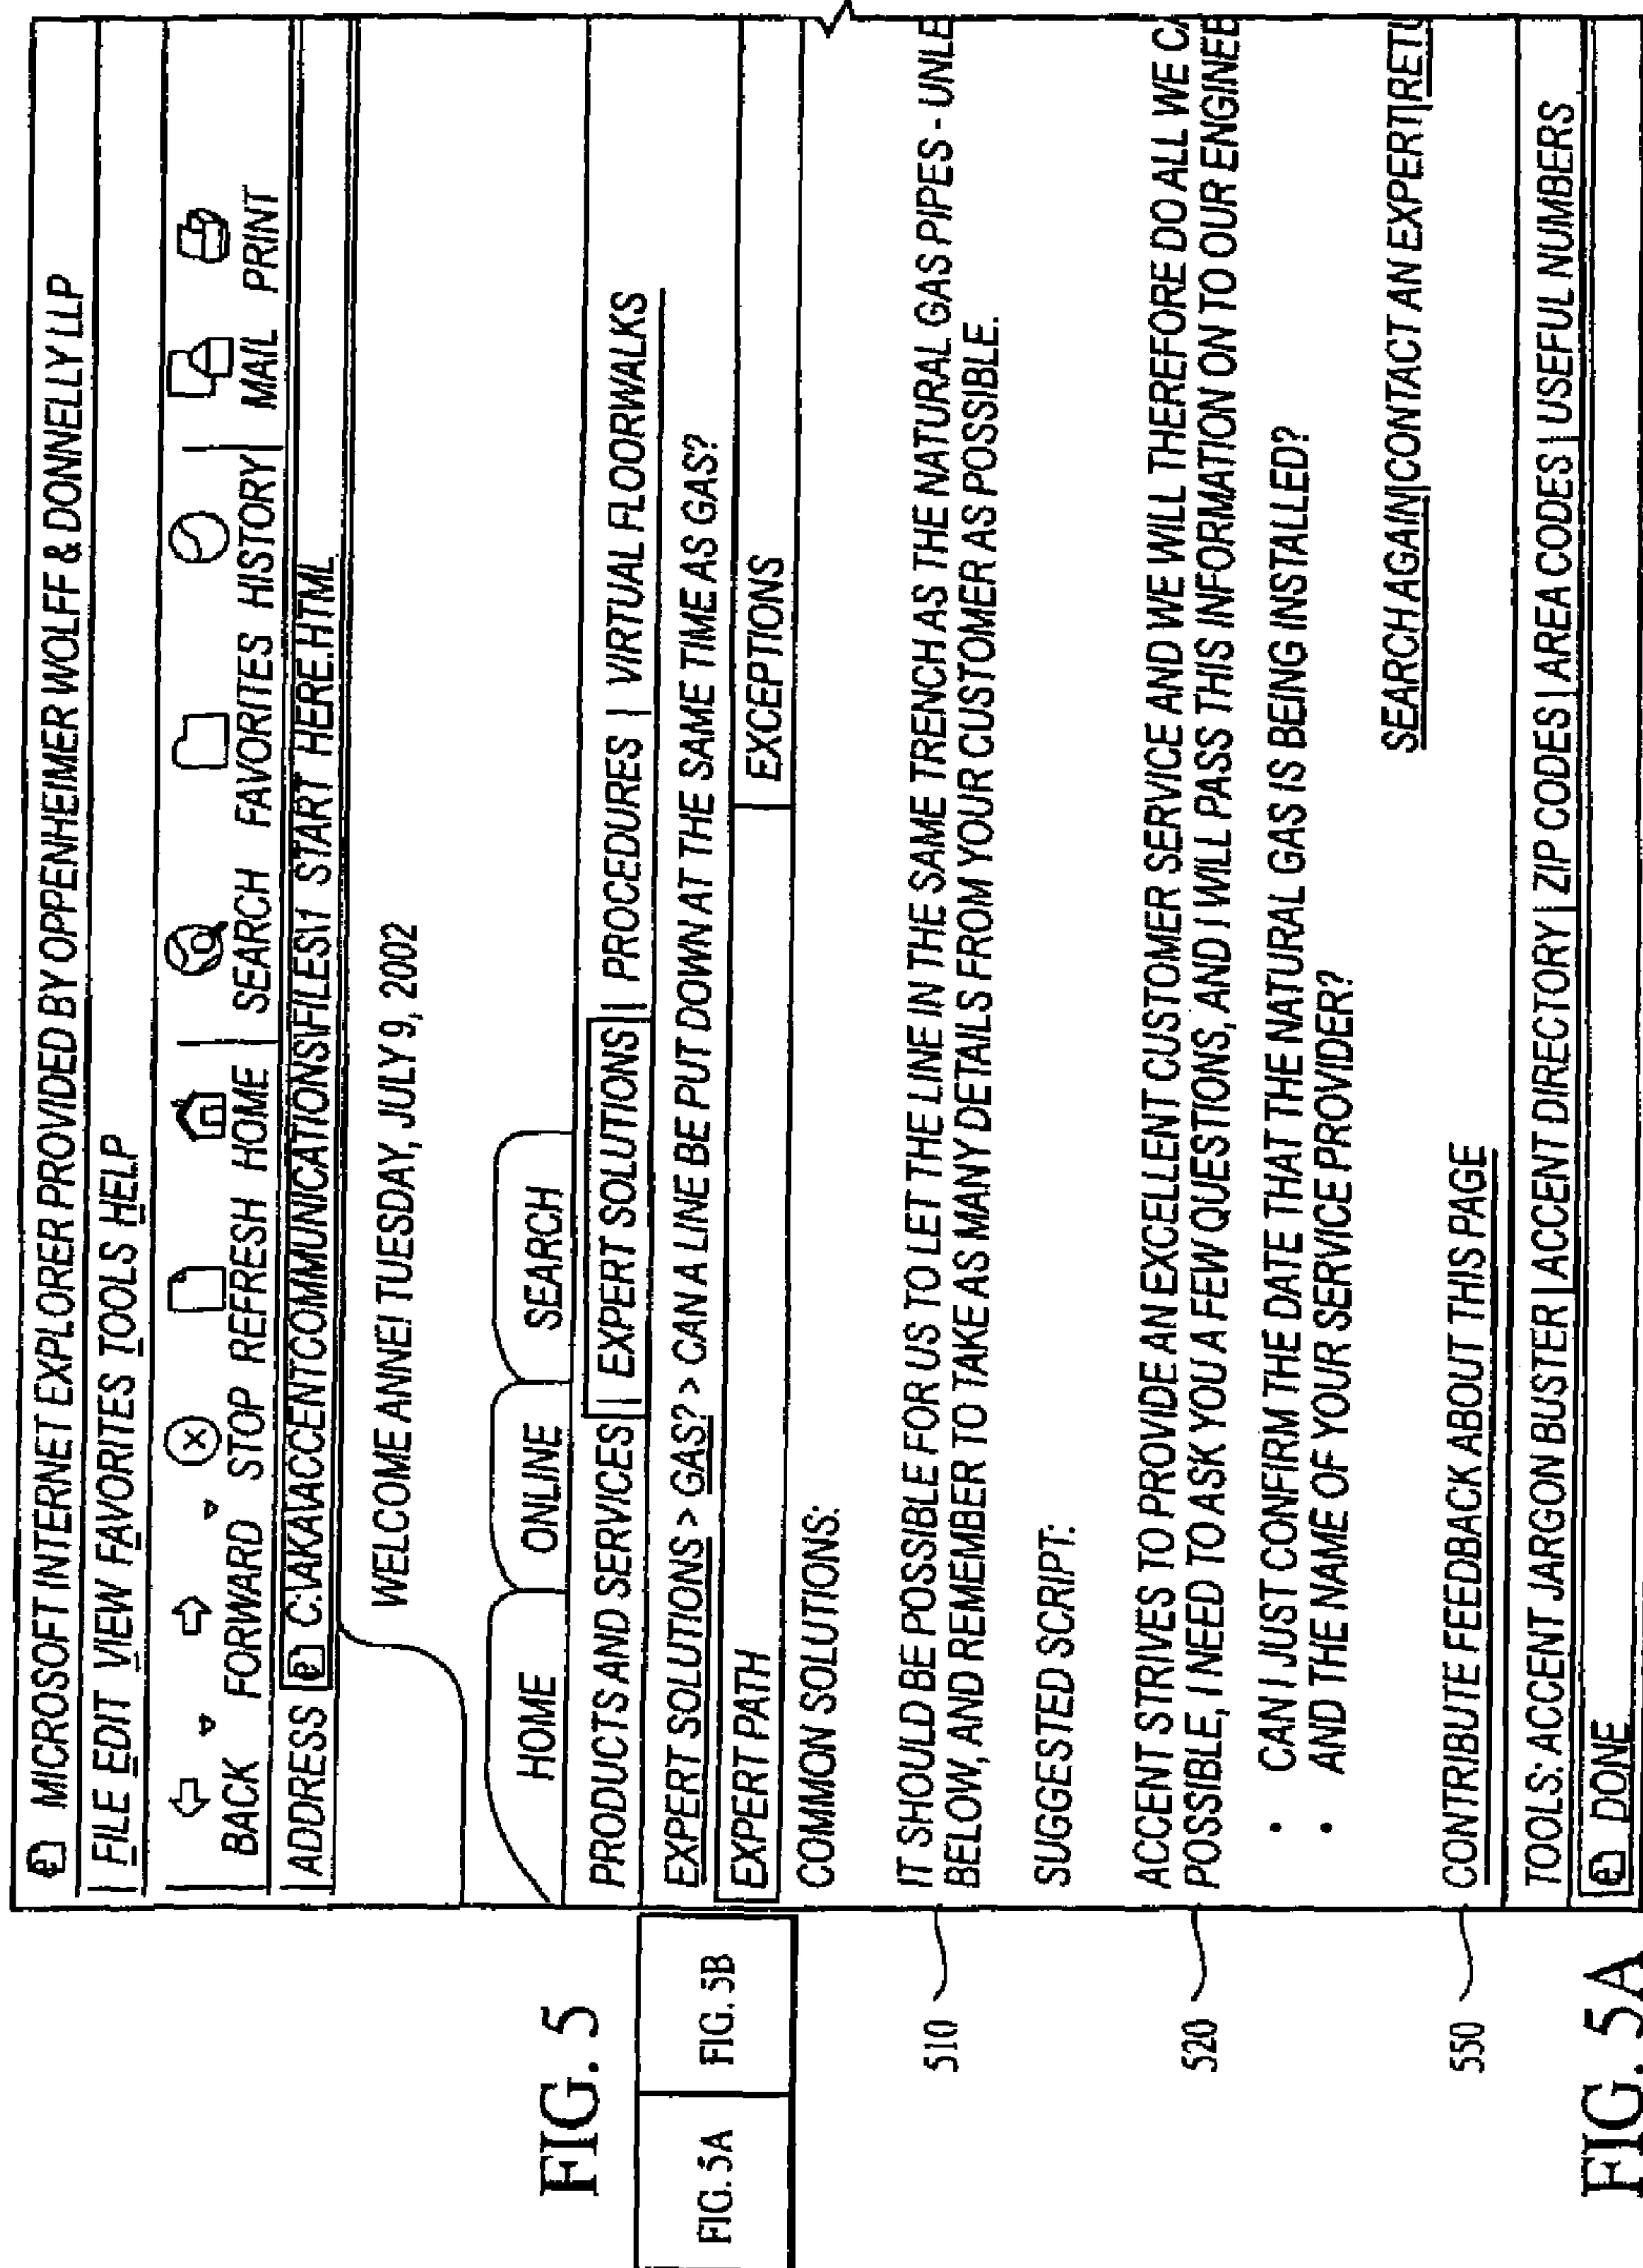 MICROSOFT INTERNET EXPLORER PROVIDED BY OPPENHEIMER WOLFF & DONNELLY LLP
FILE EDIT VIEW FAVORITES TOOLS HELP
BACK FORWARD STOP REFRESH HOME SEARCH FAVORITES HISTORY MAIL PRINT
ADDRESS C:\AKA\ACCENTCOMMUNICATIONS\FILES\1 START HERE.HTML
WELCOME ANNE! TUESDAY, JULY 9, 2002
HOME ONLINE SEARCH
PRODUCTS AND SERVICES | EXPERT SOLUTIONS | PROCEDURES | VIRTUAL FLOORWALKS
EXPERT SOLUTIONS > GAS? > CAN A LINE BE PUT DOWN AT THE SAME TIME AS GAS?
EXPERT PATH EXCEPTIONS
COMMON SOLUTIONS:
IT SHOULD BE POSSIBLE FOR US TO LET THE LINE IN THE SAME TRENCH AS THE NATURAL GAS PIPES - UNLE
BELOW, AND REMEMBER TO TAKE AS MANY DETAILS FROM YOUR CUSTOMER AS POSSIBLE.
SUGGESTED SCRIPT:
ACCENT STRIVES TO PROVIDE AN EXCELLENT CUSTOMER SERVICE AND WE WILL THEREFORE DO ALL WE CA
POSSIBLE, I NEED TO ASK YOU A FEW QUESTIONS, AND I WILL PASS THIS INFORMATION ON TO OUR ENGINEE
• CAN I JUST CONFIRM THE DATE THAT THE NATURAL GAS IS BEING INSTALLED?
• AND THE NAME OF YOUR SERVICE PROVIDER?
SEARCH AGAIN|CONTACT AN EXPERT|RETU
CONTRIBUTE FEEDBACK ABOUT THIS PAGE
TOOLS: ACCENT JARGON BUSTER | ACCENT DIRECTORY | ZIP CODES | AREA CODES | USEFUL NUMBERS
DONE
FIG. 5
FIG. 5A FIG. 5B
510
520
550
FIG. 5A